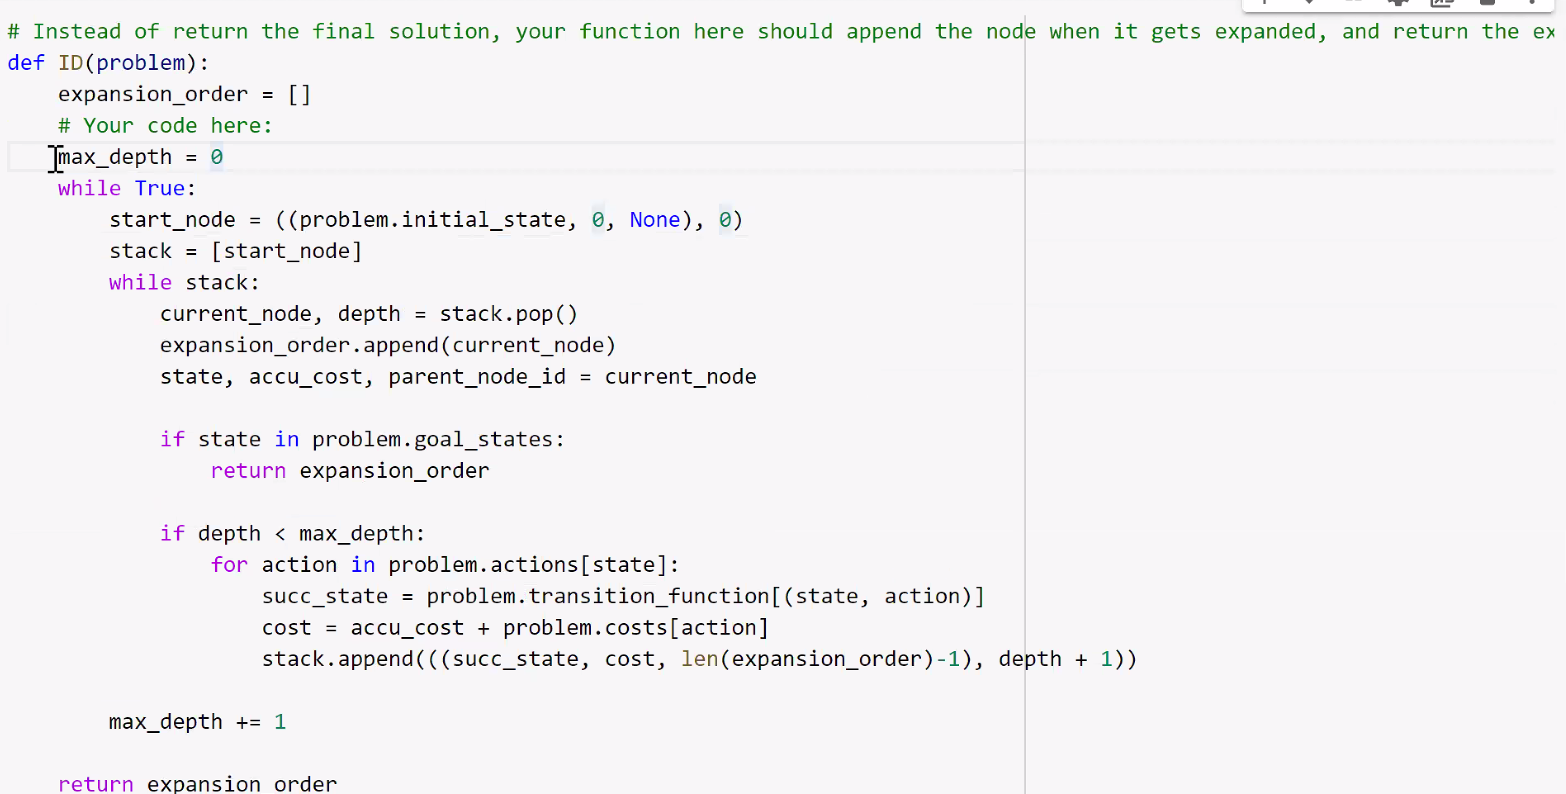 # Instead of return the final solution, your function here should append the node when it gets expanded, and return the ex
def ID(problem):
    expansion_order = []
    # Your code here:
    max_depth = 0
    while True:
        start_node = ((problem.initial_state, 0, None), 0)
        stack = [start_node]
        while stack:
            current_node, depth = stack.pop()
            expansion_order.append(current_node)
            state, accu_cost, parent_node_id = current_node
            if state in problem.goal_states:
                return expansion_order
            if depth < max_depth:
                for action in problem.actions[state]:
                    succ_state = problem.transition_function[(state, action)]
                    cost = accu_cost + problem.costs[action]
                    stack.append(((succ_state, cost, len(expansion_order)-1), depth + 1))
        max_depth += 1
    return expansion_order